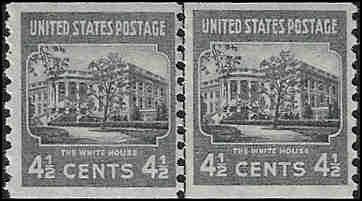 UNITED STATES POSTAGE
THE WHITE HOUSE
4½ CENTS 4½
UNITED STATES POSTAGE
THE WHITE HOUSE
4½ CENTS 4½